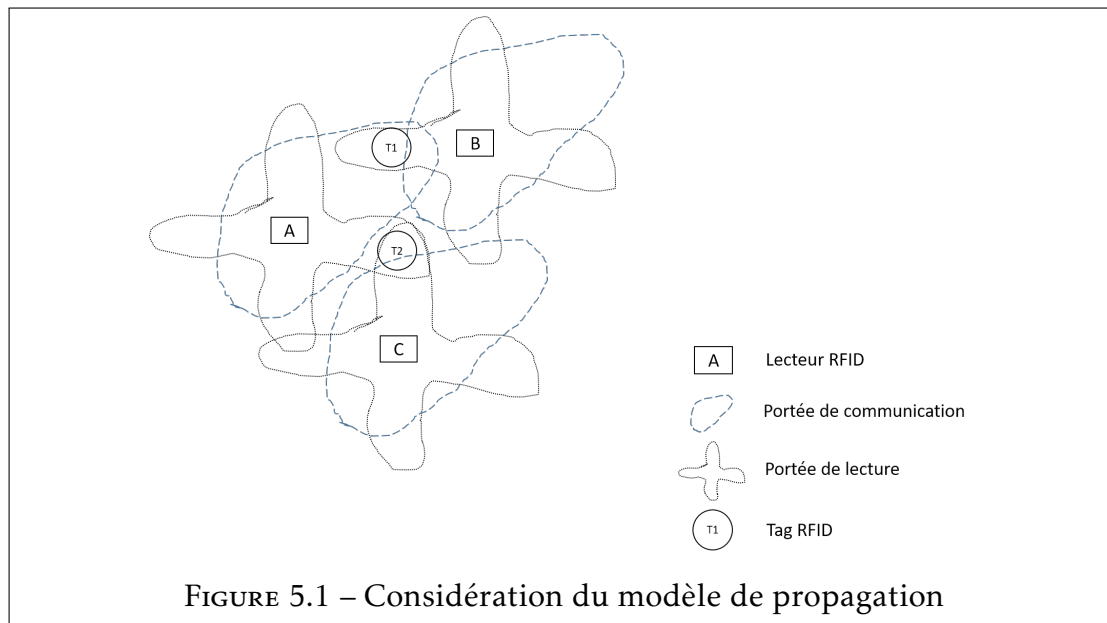 T1
B
A
T2
C
A Lecteur RFID
Portée de communication
Portée de lecture
T1 Tag RFID
FIGURE 5.1 – Considération du modèle de propagation